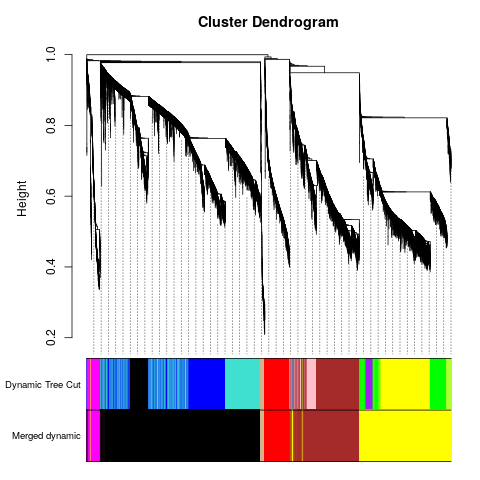 Cluster Dendrogram
Height
1.0
0.8
0.6
0.4
0.2
Dynamic Tree Cut
Merged dynamic